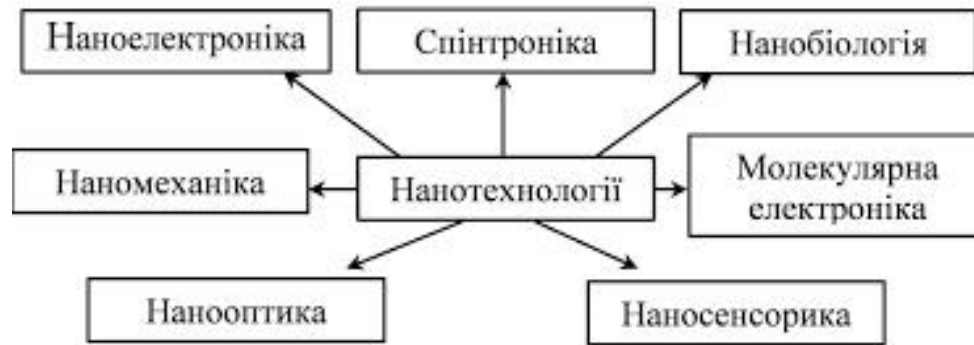 Наноелектроніка
Спінтроніка
Нанобіологія
Наномеханіка
Нанотехнології
Молекулярна
електроніка
Нанооптика
Наносенсорика